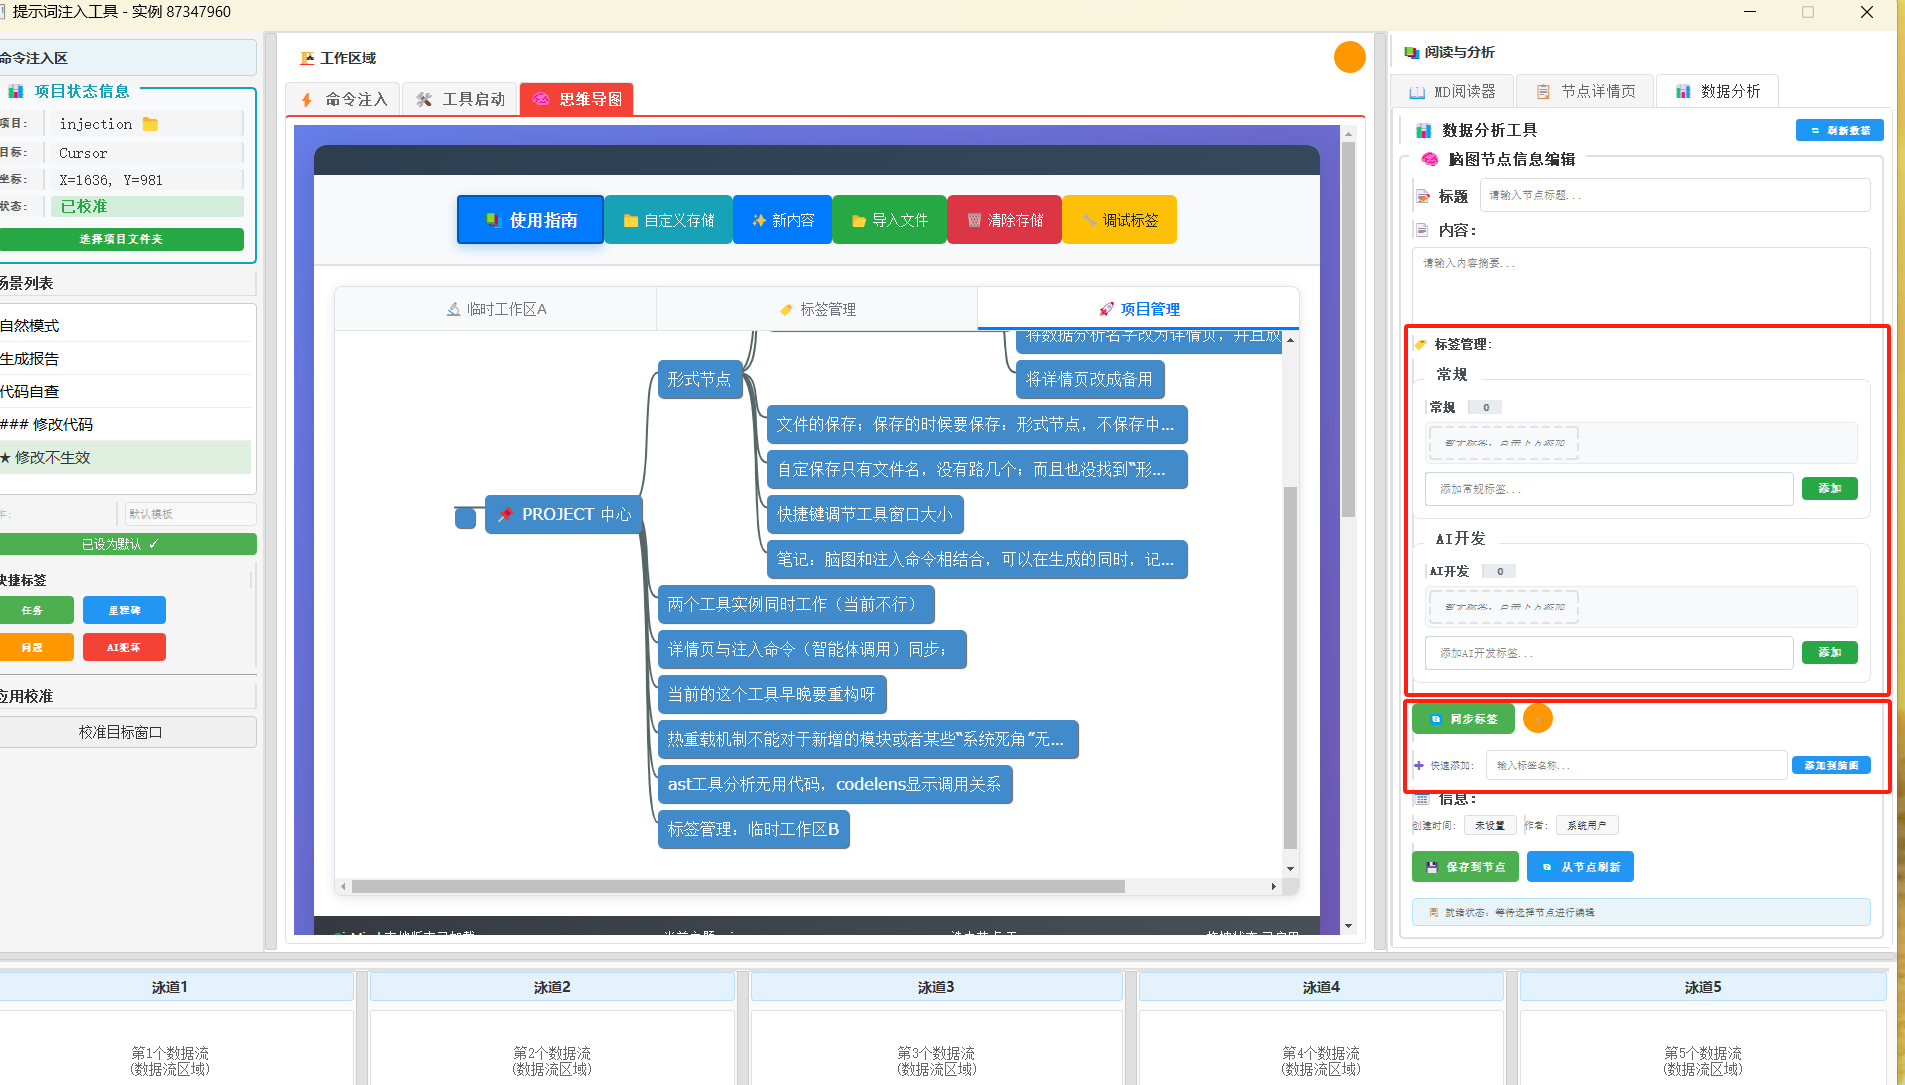 提示词注入工具 - 实例 87347960
命令注入区
项目状态信息
项目:
injection
目标:
Cursor
坐标:
X=1636, Y=981
状态:
已校准
选择项目文件夹
场景列表
自然模式
生成报告
代码自查
### 修改代码
★ 修改不生效
本:
默认模板
已设为默认 ✓
快捷标签
任务
里程碑
问题
AI犯坏
应用校准
校准目标窗口
工作区域
命令注入
工具启动
思维导图
使用指南
自定义存储
新内容
导入文件
清除存储
调试标签
临时工作区A
标签管理
项目管理
将数据分析名字改为详情页，并且放
形式节点
将详情页改成备用
文件的保存；保存的时候要保存：形式节点，不保存中...
自定保存只有文件名，没有路几个；而且也没找到“形...
快捷键调节工具窗口大小
PROJECT 中心
笔记：脑图和注入命令相结合，可以在生成的同时，记...
两个工具实例同时工作（当前不行）
详情页与注入命令（智能体调用）同步；
当前的这个工具早晚要重构呀
热重载机制不能对于新增的模块或者某些“系统死角”无...
ast工具分析无用代码，codelens显示调用关系
标签管理：临时工作区B
阅读与分析
MD阅读器
节点详情页
数据分析
数据分析工具
刷新数据
脑图节点信息编辑
标题
请输入节点标题...
内容:
请输入内容摘要...
标签管理:
常规
常规
0
添加常规标签...
添加
AI开发
AI开发
0
添加AI开发标签...
添加
同步标签
快速添加:
输入标签名称...
添加到脑图
信息:
创建时间:
未设置
作者:
系统用户
保存到节点
从节点刷新
就绪状态: 等待选择节点进行编辑
泳道1
泳道2
泳道3
泳道4
泳道5
第1个数据流
(数据流区域)
第2个数据流
(数据流区域)
第3个数据流
(数据流区域)
第4个数据流
(数据流区域)
第5个数据流
(数据流区域)